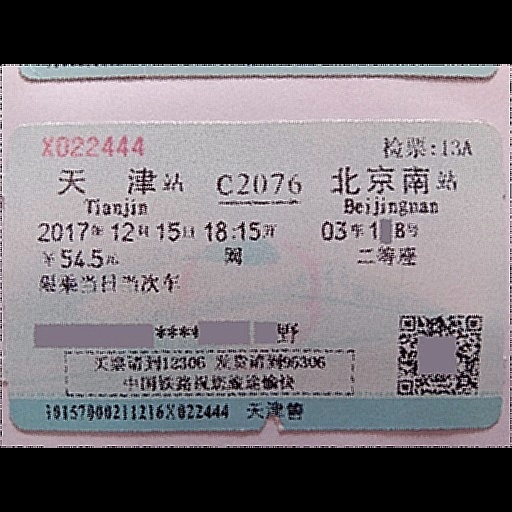 X022444 检票:13A
天津站 C2076 北京南站
Tianjin Beijingnan
2017年12月15日18:15开 03车1 8B号
¥54.5元 网 二等座
限乘当日当次车
**** 野
买票请到12306 发货请到95306
中国铁路祝您旅途愉快
10157000211216X022444 天津售